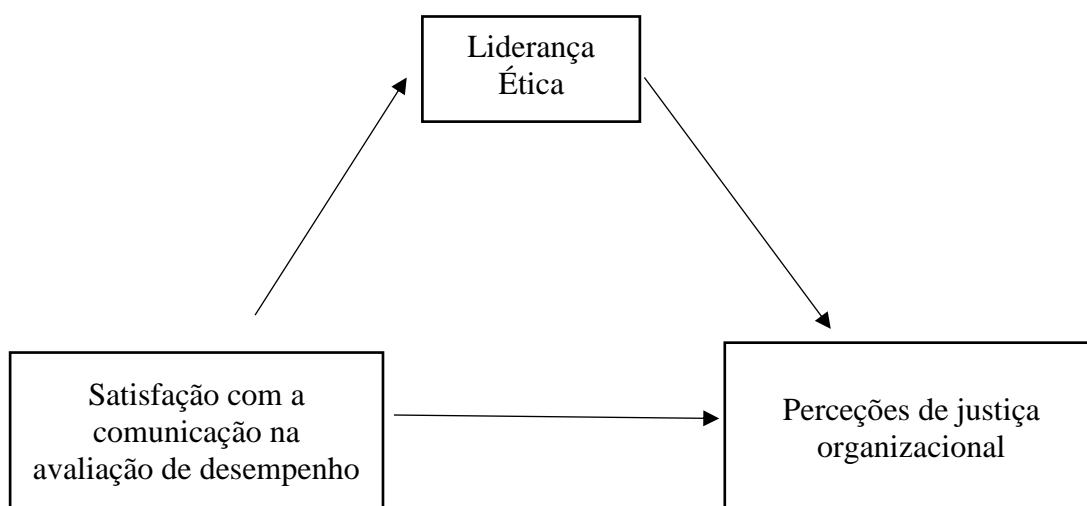 Liderança
Ética
Satisfação com a
comunicação na
avaliação de desempenho
Perceções de justiça
organizacional